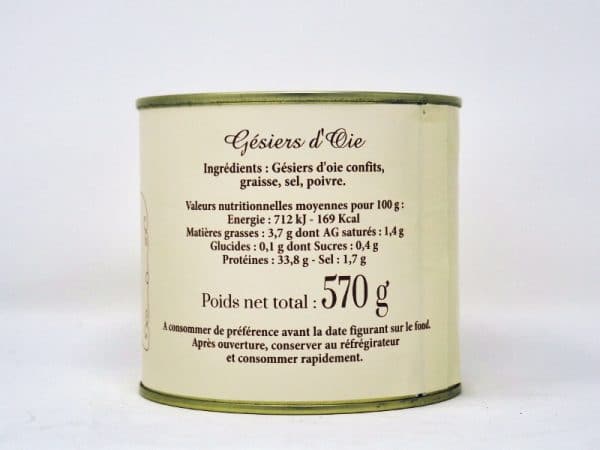 Gésiers d'Oie
Ingrédients : Gésiers d'oie confits,
graisse, sel, poivre.
Valeurs nutritionnelles moyennes pour 100 g :
Energie : 712 kJ - 169 Kcal
Matières grasses : 3,7 g dont AG saturés : 1,4 g
Glucides : 0,1 g dont Sucres : 0,4 g
Protéines : 33,8 g - Sel : 1,7 g
Poids net total : 570 g
A consommer de préférence avant la date figurant sur le fond.
Après ouverture, conserver au réfrigérateur
et consommer rapidement.